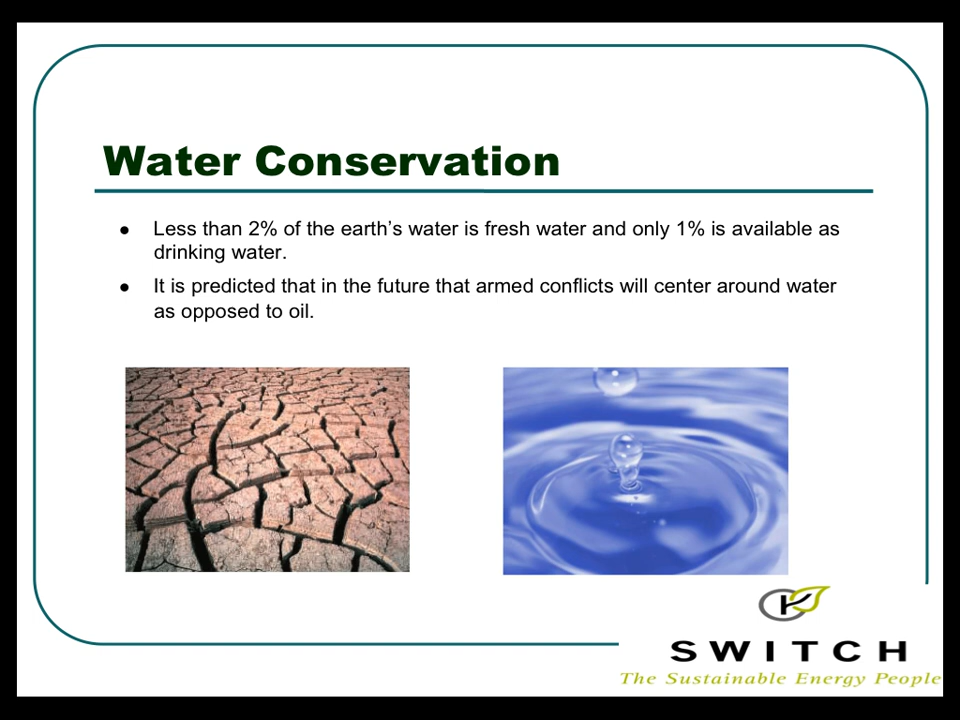 Water Conservation
● Less than 2% of the earth’s water is fresh water and only 1% is available as
drinking water.
● It is predicted that in the future that armed conflicts will center around water
as opposed to oil.
SWITCH
The Sustainable Energy People